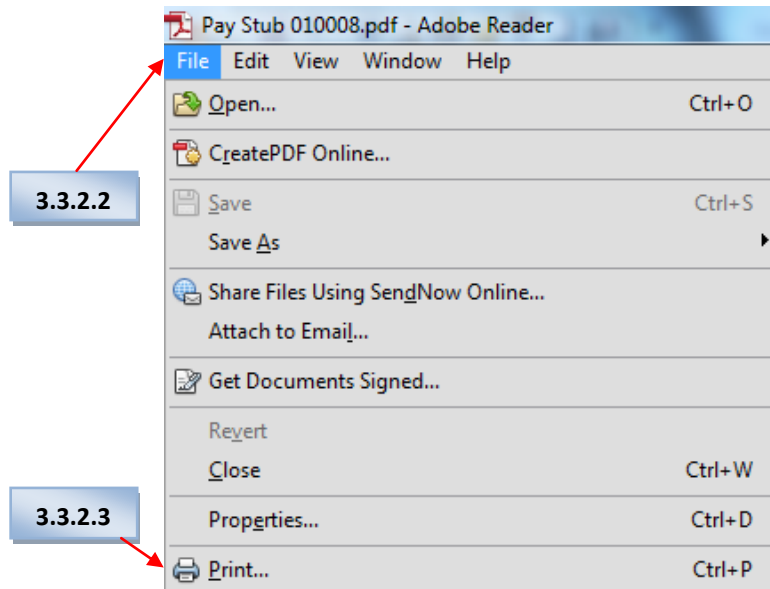 Pay Stub 010008.pdf - Adobe Reader
File Edit View Window Help
Open... Ctrl+O
CreatePDF Online...
3.3.2.2
Save Ctrl+S
Save As
Share Files Using SendNow Online...
Attach to Email...
Get Documents Signed...
Revert
Close Ctrl+W
3.3.2.3
Properties... Ctrl+D
Print... Ctrl+P